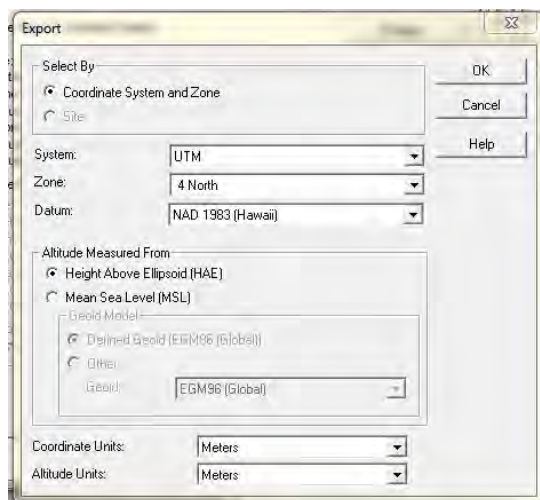 Export
Select By
Coordinate System and Zone
Site
OK
Cancel
Help
System: UTM
Zone: 4 North
Datum: NAD 1983 (Hawaii)
Altitude Measured From
Height Above Ellipsoid (HAE)
Mean Sea Level (MSL)
Geoid Model
Defined Geoid (EGM96 (Global))
Other
Geoid: EGM96 (Global)
Coordinate Units: Meters
Altitude Units: Meters